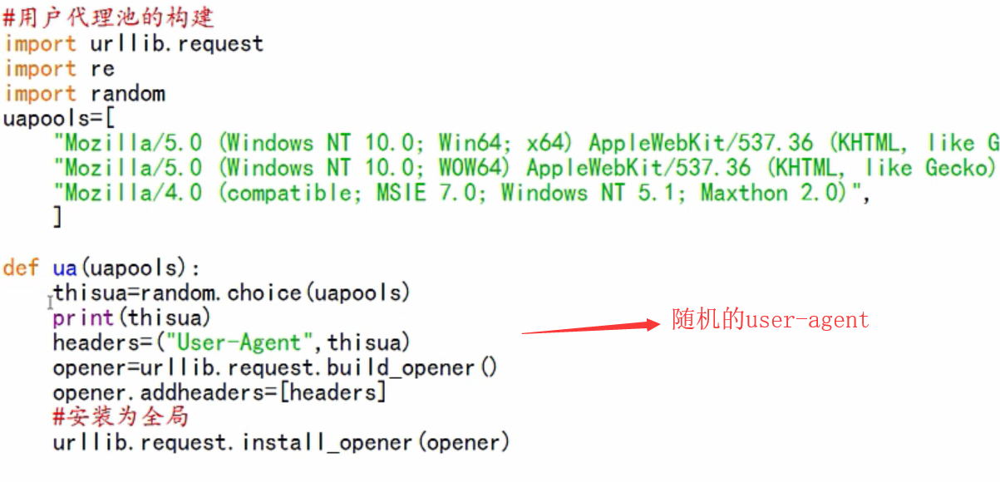 #用户代理池的构建
import urllib.request
import re
import random
uapools=[
    "Mozilla/5.0 (Windows NT 10.0; Win64; x64) AppleWebKit/537.36 (KHTML, like G
    "Mozilla/5.0 (Windows NT 10.0; WOW64) AppleWebKit/537.36 (KHTML, like Gecko)
    "Mozilla/4.0 (compatible; MSIE 7.0; Windows NT 5.1; Maxthon 2.0)",
    ]
def ua(uapools):
    thisua=random.choice(uapools)
    print(thisua)
随机的user-agent
    headers=("User-Agent",thisua)
    opener=urllib.request.build_opener()
    opener.addheaders=[headers]
    #安装为全局
    urllib.request.install_opener(opener)